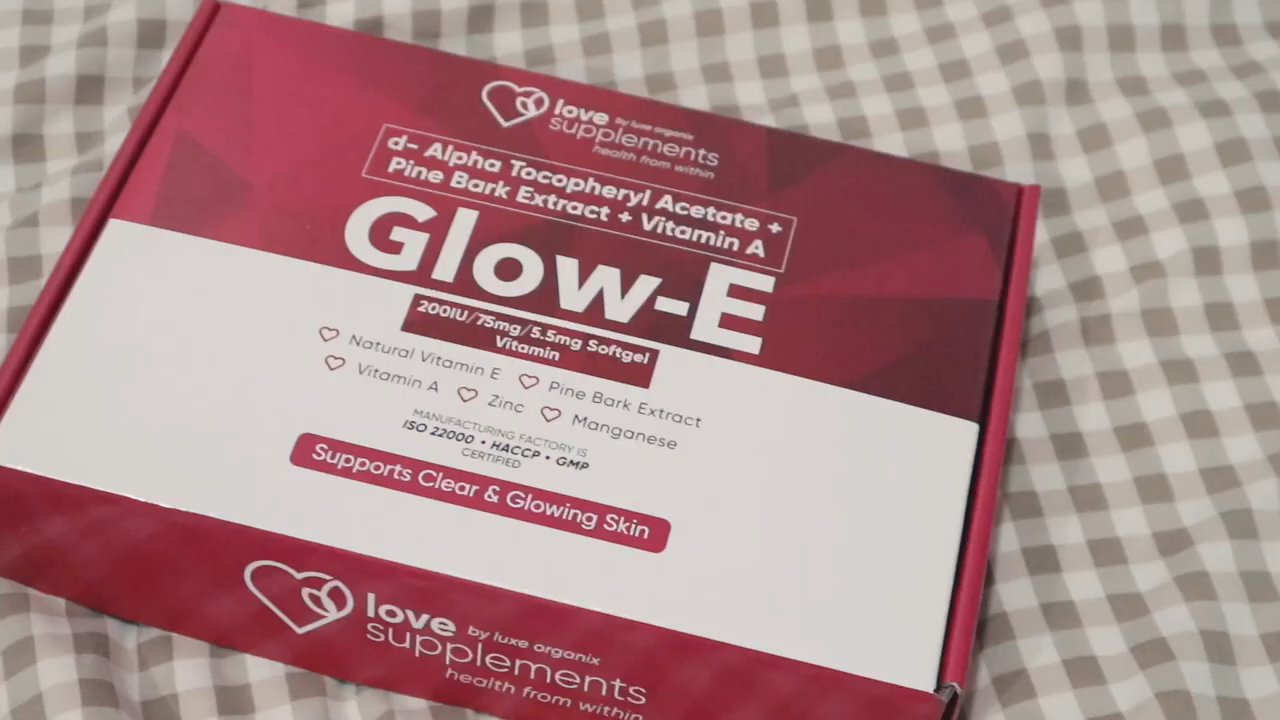 love by luxe organix
supplements
health from within
d- Alpha Tocopheryl Acetate +
Pine Bark Extract + Vitamin A
Glow-E
200IU/75mg/5.5mg Softgel
Vitamin
Natural Vitamin E Pine Bark Extract
Vitamin A Zinc Manganese
MANUFACTURING FACTORY IS
ISO 22000 • HACCP • GMP
CERTIFIED
Supports Clear & Glowing Skin
love by luxe organix
supplements
health from within